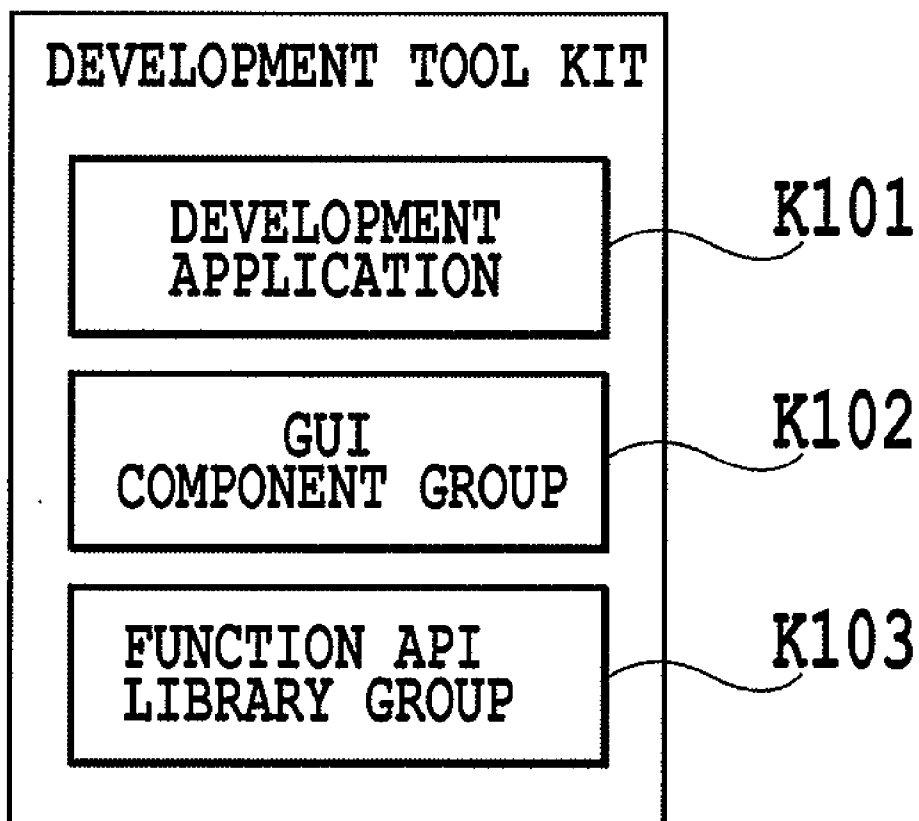 DEVELOPMENT TOOL KIT
DEVELOPMENT
APPLICATION
K101
GUI
COMPONENT GROUP
K102
FUNCTION API
LIBRARY GROUP
K103